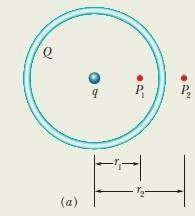 Q
q P₁ P₂
r₁
r₂
(a)